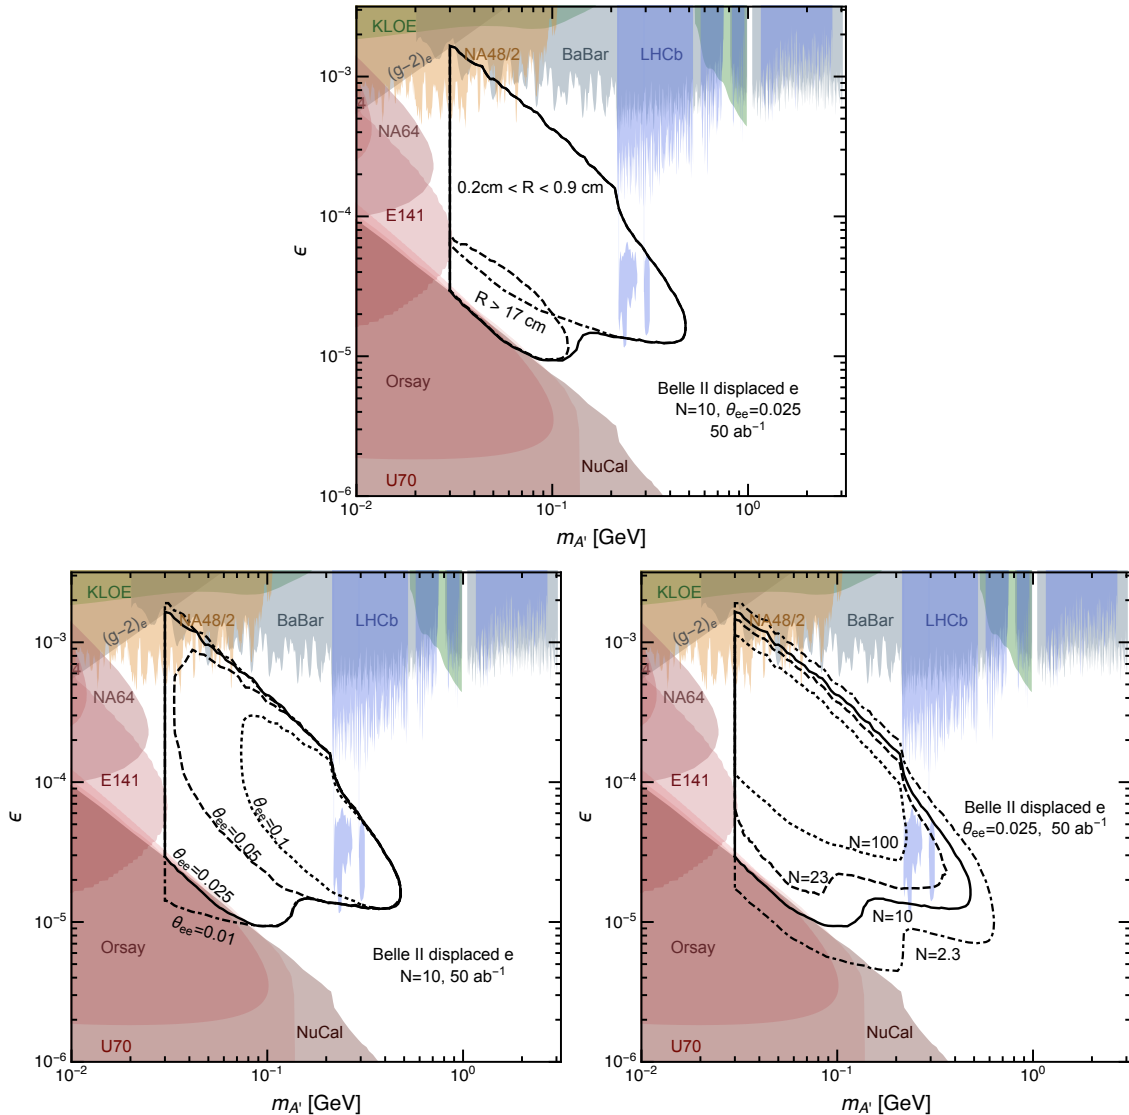 KLOE
NA48/2
BaBar
LHCb
(g−2)e
10⁻³
NA64
0.2cm < R < 0.9 cm
E141
10⁻⁴
ϵ
R > 17 cm
10⁻⁵
Orsay
Belle II displaced e
N=10, θee=0.025
50 ab⁻¹
NuCal
U70
10⁻⁶
10⁻² 10⁻¹ 10⁰
mA' [GeV]
KLOE
NA48/2
BaBar
LHCb
(g−2)e
10⁻³
NA64
E141
10⁻⁴
ϵ
θee=0.1
θee=0.05
θee=0.025
θee=0.01
10⁻⁵
Orsay
Belle II displaced e
N=10, 50 ab⁻¹
NuCal
U70
10⁻⁶
10⁻² 10⁻¹ 10⁰
mA' [GeV]
KLOE
NA48/2
BaBar
LHCb
(g−2)e
10⁻³
NA64
E141
10⁻⁴
ϵ
Belle II displaced e
θee=0.025, 50 ab⁻¹
N=100
N=23
N=10
N=2.3
10⁻⁵
Orsay
NuCal
U70
10⁻⁶
10⁻² 10⁻¹ 10⁰
mA' [GeV]